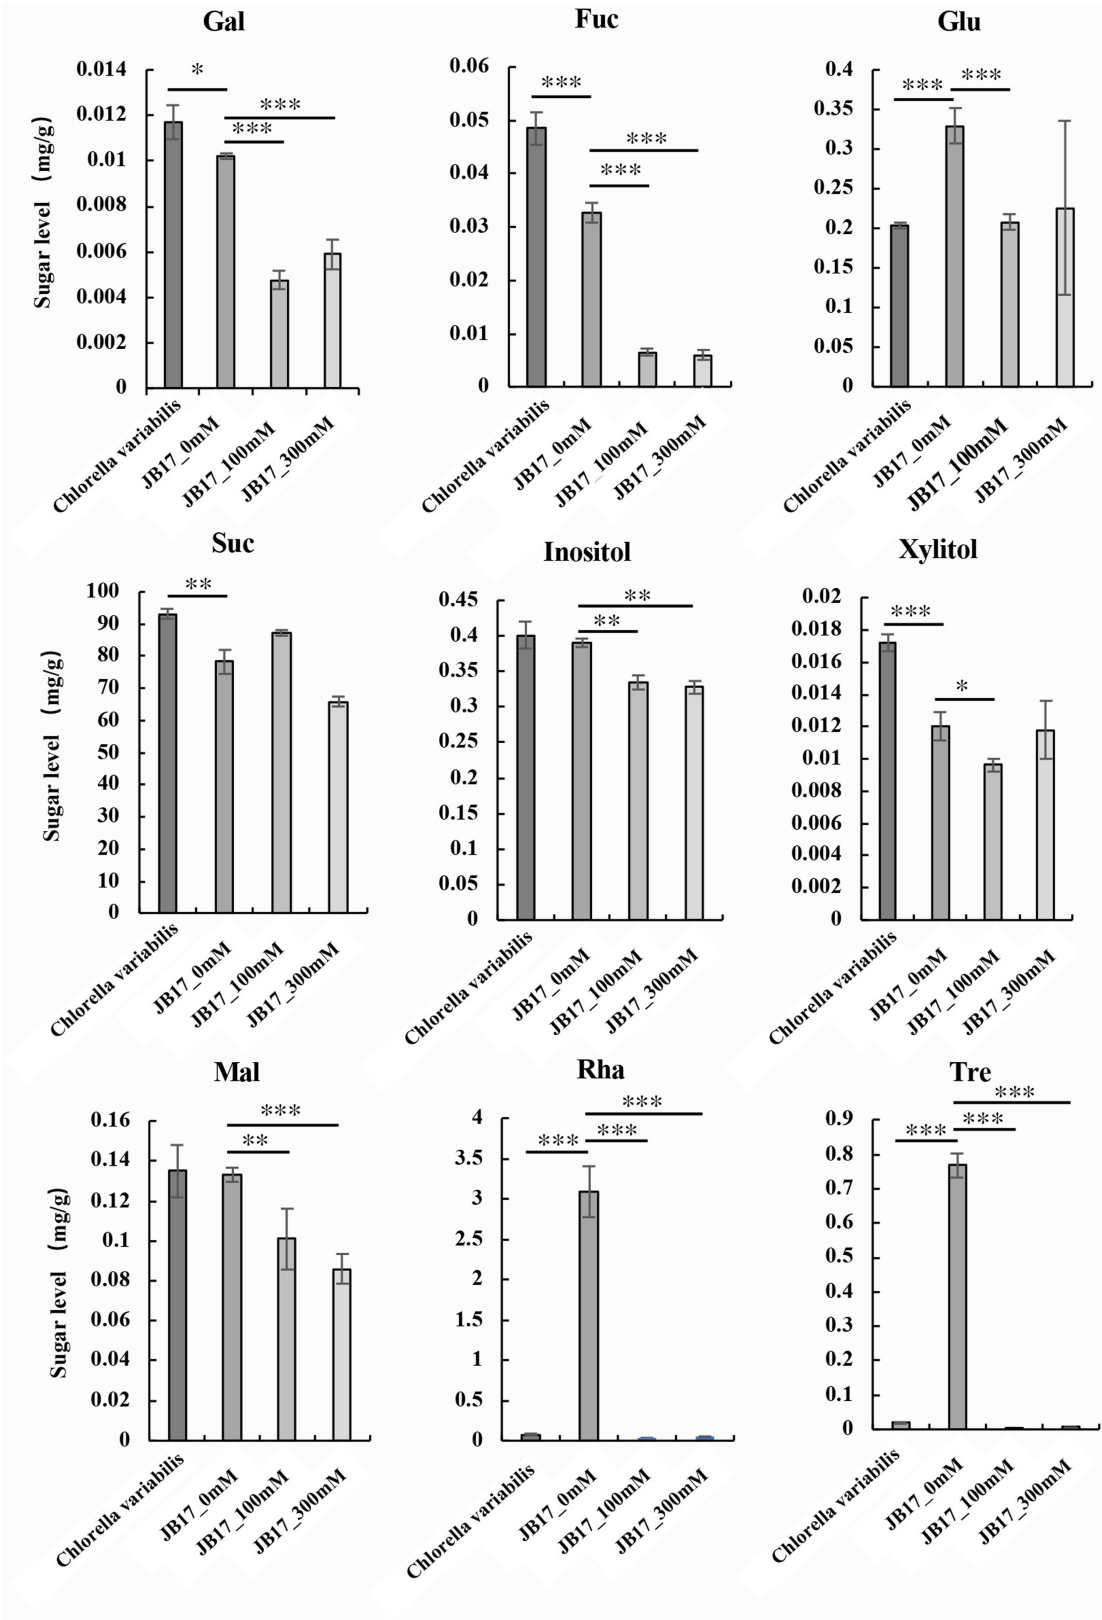 Gal
Fuc
Glu
Sugar level (mg/g)
0.014
0.012
0.01
0.008
0.006
0.004
0.002
0
*
***
***
Chlorella variabilis
JB17_0mM
JB17_100mM
JB17_300mM
0.06
0.05
0.04
0.03
0.02
0.01
0
***
***
***
Chlorella variabilis
JB17_0mM
JB17_100mM
JB17_300mM
0.4
0.35
0.3
0.25
0.2
0.15
0.1
0.05
0
***
***
Chlorella variabilis
JB17_0mM
JB17_100mM
JB17_300mM
Suc
Inositol
Xylitol
Sugar level (mg/g)
100
90
80
70
60
50
40
30
20
10
0
**
Chlorella variabilis
JB17_0mM
JB17_100mM
JB17_300mM
0.45
0.4
0.35
0.3
0.25
0.2
0.15
0.1
0.05
0
**
**
Chlorella variabilis
JB17_0mM
JB17_100mM
JB17_300mM
0.02
0.018
0.016
0.014
0.012
0.01
0.008
0.006
0.004
0.002
0
***
*
Chlorella variabilis
JB17_0mM
JB17_100mM
JB17_300mM
Mal
Rha
Tre
Sugar level (mg/g)
0.16
0.14
0.12
0.1
0.08
0.06
0.04
0.02
0
***
**
Chlorella variabilis
JB17_0mM
JB17_100mM
JB17_300mM
4
3.5
3
2.5
2
1.5
1
0.5
0
***
***
***
Chlorella variabilis
JB17_0mM
JB17_100mM
JB17_300mM
0.9
0.8
0.7
0.6
0.5
0.4
0.3
0.2
0.1
0
***
***
***
Chlorella variabilis
JB17_0mM
JB17_100mM
JB17_300mM